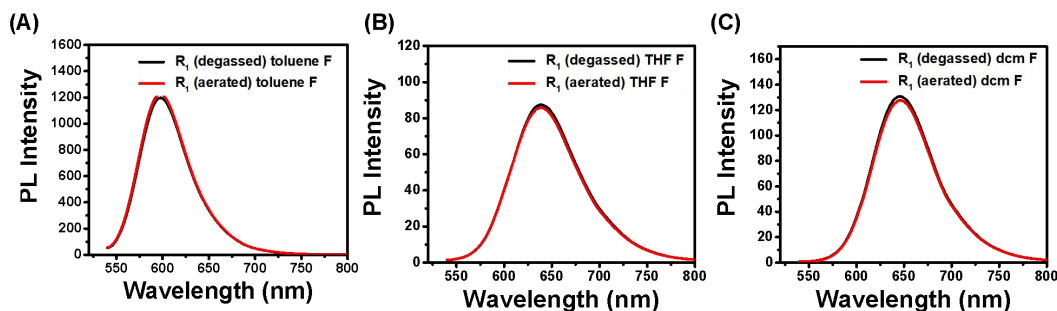 (A)
1600
1400
1200
1000
800
600
400
200
0
R₁ (degassed) toluene F
R₁ (aerated) toluene F
PL Intensity
550 600 650 700 750 800
Wavelength (nm)
(B)
120
100
80
60
40
20
0
R₁ (degassed) THF F
R₁ (aerated) THF F
PL Intensity
550 600 650 700 750 800
Wavelength (nm)
(C)
160
140
120
100
80
60
40
20
0
R₁ (degassed) dcm F
R₁ (aerated) dcm F
PL Intensity
550 600 650 700 750 800
Wavelength (nm)